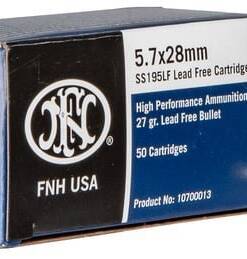 5.7x28mm
SS195LF Lead Free Cartridge
High Performance Ammunition
27 gr. Lead Free Bullet
50 Cartridges
FN
®
FNH USA
Product No: 10700013